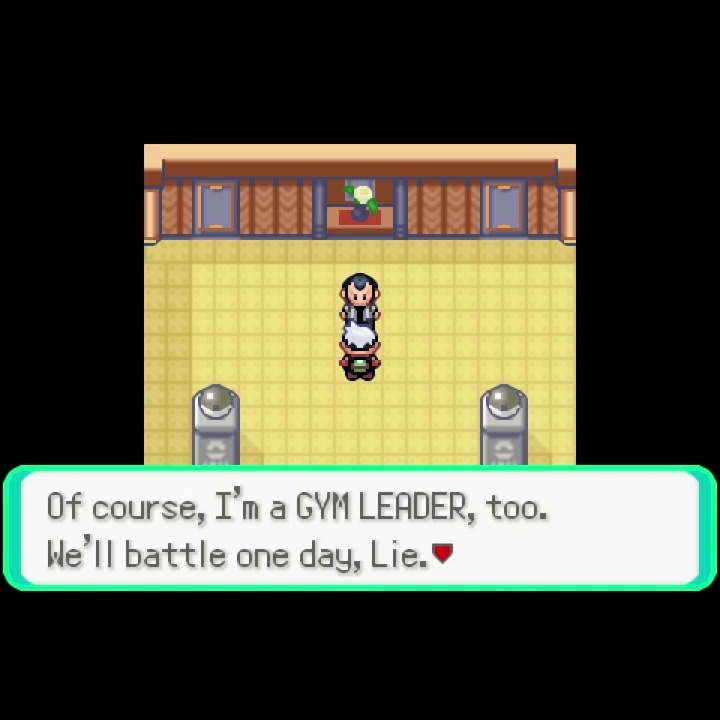 Of course, I'm a GYM LEADER, too.
We'll battle one day, Lie.